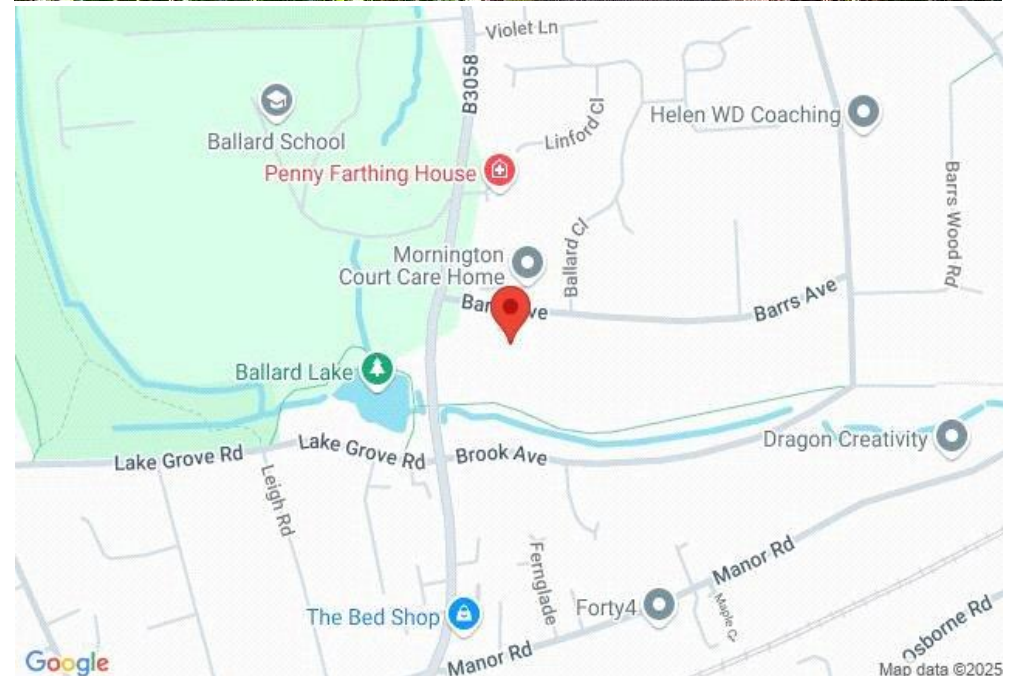 Violet Ln
B3058
Ballard School
Linford Cl
Helen WD Coaching
Penny Farthing House
Barrs Wood Rd
Mornington
Court Care Home
Ballard Cl
Barrs Ave
Ballard Lake
Lake Grove Rd
Lake Grove Rd
Brook Ave
Dragon Creativity
Leigh Rd
Fernglade
Manor Rd
The Bed Shop
Forty4
Maple
Osborne Rd
Manor Rd
Google
Map data ©2025